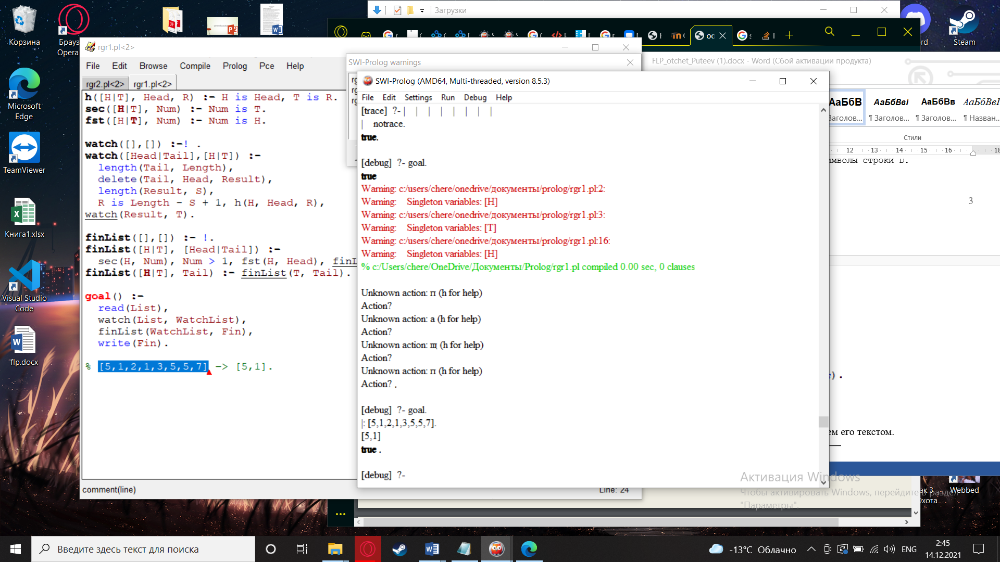 Корзина
Opera
Microsoft
Edge
TeamViewer
Книга1.xlsx
Visual Studio
Code
flp.docx
Steam
Webbed
Загрузки
rgr1.pl<2>
File Edit Browse Compile Prolog Pce Help
rgr2.pl<2> rgr1.pl<2>
h([H|T], Head, R) :- H is Head, T is R.
sec([H|T], Num) :- Num is T.
fst([H|T], Num) :- Num is H.
watch([],[]) :-! .
watch([Head|Tail],[H|T]) :-
length(Tail, Length),
delete(Tail, Head, Result),
length(Result, S),
R is Length - S + 1, h(H, Head, R),
watch(Result, T).
finList([],[]) :- !.
finList([H|T], [Head|Tail]) :-
sec(H, Num), Num > 1, fst(H, Head), finL
finList([H|T], Tail) :- finList(T, Tail).
goal() :-
read(List),
watch(List, WatchList),
finList(WatchList, Fin),
write(Fin).
% [5,1,2,1,3,5,5,7] -> [5,1].
comment(line)
Line: 24
SWI-Prolog warnings
SWI-Prolog (AMD64, Multi-threaded, version 8.5.3)
File Edit Settings Run Debug Help
[trace] ?- | | | | | | | |
| notrace.
true.
[debug] ?- goal.
true
Warning: c:/users/chere/onedrive/документы/prolog/rgr1.pl:2:
Warning: Singleton variables: [H]
Warning: c:/users/chere/onedrive/документы/prolog/rgr1.pl:3:
Warning: Singleton variables: [T]
Warning: c:/users/chere/onedrive/документы/prolog/rgr1.pl:16:
Warning: Singleton variables: [H]
% c:/Users/chere/OneDrive/Документы/Prolog/rgr1.pl compiled 0.00 sec, 0 clauses
Unknown action: п (h for help)
Action?
Unknown action: а (h for help)
Action?
Unknown action: щ (h for help)
Action?
Unknown action: п (h for help)
Action? .
[debug] ?- goal.
|: [5,1,2,1,3,5,5,7].
[5,1]
true .
[debug] ?-
FLP_otchet_Puteev (1).docx - Word (Сбой активации продукта)
АаБбВ АаБбВвІ АаБбВв
¶ Заголов... ¶ Заголов... ¶ Назван...
Стили
12 13 14 15 16 18
3
ем его текстом.
Активация Windows
Чтобы активировать Windows, перейдите в раздел
"Параметры".
Введите здесь текст для поиска
-13°C Облачно
ENG
2:45
14.12.2021